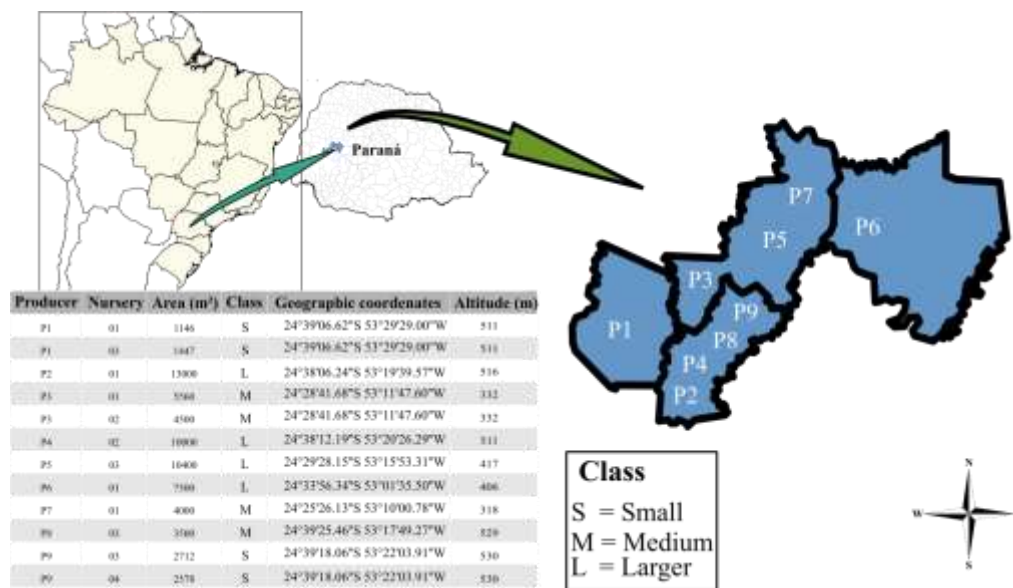 Paraná
P7
P6
P5
P3
P9
P1
P8
P4
P2
Producer Nursery Area (m²) Class Geographic coordenates Altitude (m)
P1 01 1146 S 24°39'06.62"S 53°29'29.00"W 511
P1 03 1447 S 24°39'06.62"S 53°29'29.00"W 511
P2 01 13000 L 24°38'06.24"S 53°19'39.57"W 516
P3 01 5560 M 24°28'41.68"S 53°11'47.60"W 332
P3 02 4500 M 24°28'41.68"S 53°11'47.60"W 332
P4 02 10000 L 24°38'12.19"S 53°20'26.29"W 511
P5 03 10400 L 24°29'28.15"S 53°15'53.31"W 417
P6 01 7500 L 24°33'56.34"S 53°01'35.50"W 406
P7 01 4000 M 24°25'26.13"S 53°10'00.78"W 318
P8 03 3500 M 24°39'25.46"S 53°17'49.27"W 529
P9 03 2712 S 24°39'18.06"S 53°22'03.91"W 530
P9 04 2578 S 24°39'18.06"S 53°22'03.91"W 530
Class
S = Small
M = Medium
L = Larger
N
W
S